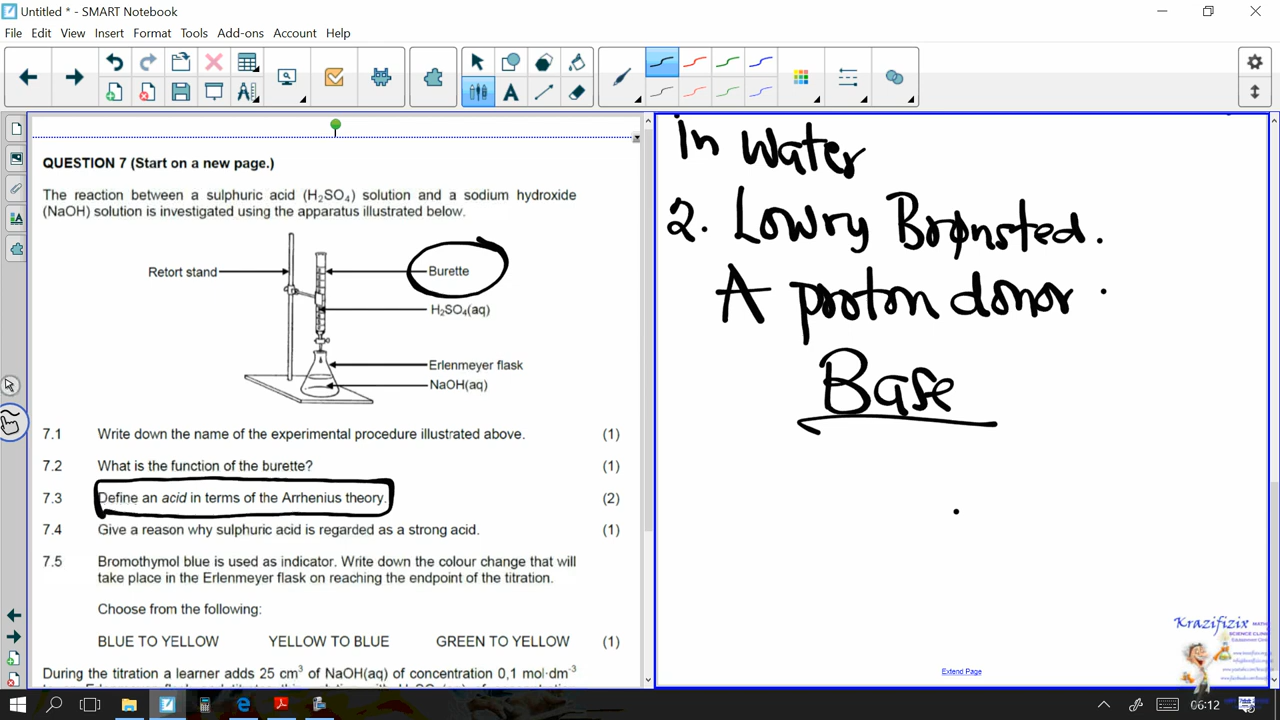 Untitled * - SMART Notebook
File Edit View Insert Format Tools Add-ons Account Help
QUESTION 7 (Start on a new page.)
The reaction between a sulphuric acid (H₂SO₄) solution and a sodium hydroxide
(NaOH) solution is investigated using the apparatus illustrated below.
Retort stand
Burette
H₂SO₄(aq)
Erlenmeyer flask
NaOH(aq)
7.1 Write down the name of the experimental procedure illustrated above. (1)
7.2 What is the function of the burette? (1)
7.3 Define an acid in terms of the Arrhenius theory. (2)
7.4 Give a reason why sulphuric acid is regarded as a strong acid. (1)
7.5 Bromothymol blue is used as indicator. Write down the colour change that will
take place in the Erlenmeyer flask on reaching the endpoint of the titration.
Choose from the following:
BLUE TO YELLOW YELLOW TO BLUE GREEN TO YELLOW (1)
During the titration a learner adds 25 cm³ of NaOH(aq) of concentration 0,1 mol·dm⁻³
in Water
2. Lowry Brønsted.
A proton donor.
Base
Extend Page
Krazifizix
SCIENCE CLINIC
06:12